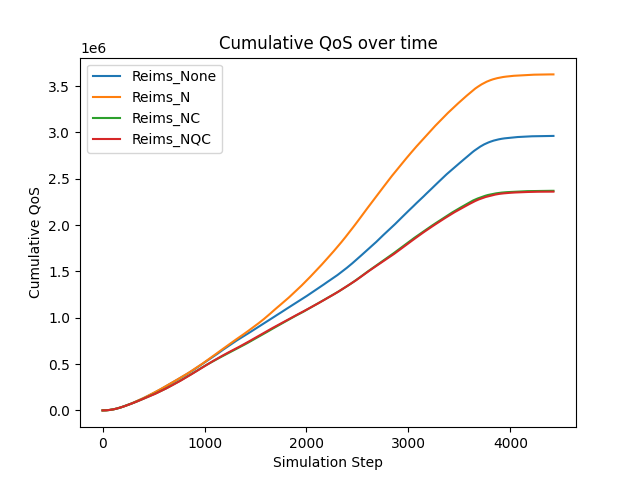 Cumulative QoS over time
1e6
Reims_None
Reims_N
Reims_NC
Reims_NQC
3.5
3.0
2.5
2.0
1.5
1.0
0.5
0.0
Cumulative QoS
0 1000 2000 3000 4000
Simulation Step